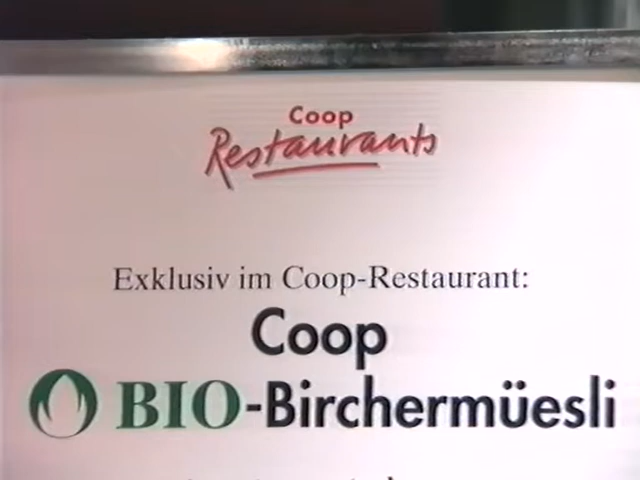 Coop
Restaurants
Exklusiv im Coop-Restaurant:
Coop
BIO-Birchermüesli